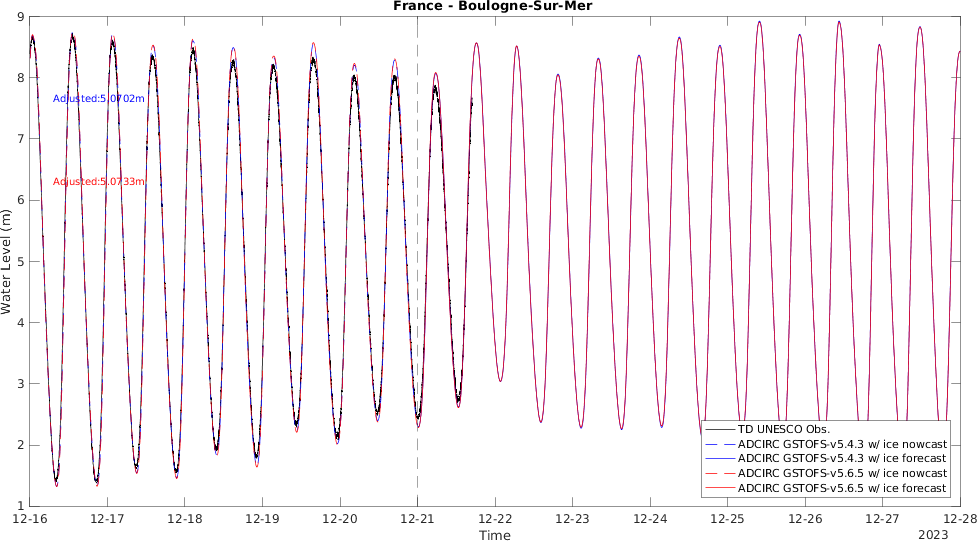 France - Boulogne-Sur-Mer
9
8
7
6
5
4
3
2
1
Water Level (m)
Adjusted:5.0702m
Adjusted:5.0733m
TD UNESCO Obs.
ADCIRC GSTOFS-v5.4.3 w/ ice nowcast
ADCIRC GSTOFS-v5.4.3 w/ ice forecast
ADCIRC GSTOFS-v5.6.5 w/ ice nowcast
ADCIRC GSTOFS-v5.6.5 w/ ice forecast
12-16 12-17 12-18 12-19 12-20 12-21 12-22 12-23 12-24 12-25 12-26 12-27 12-28
Time
2023